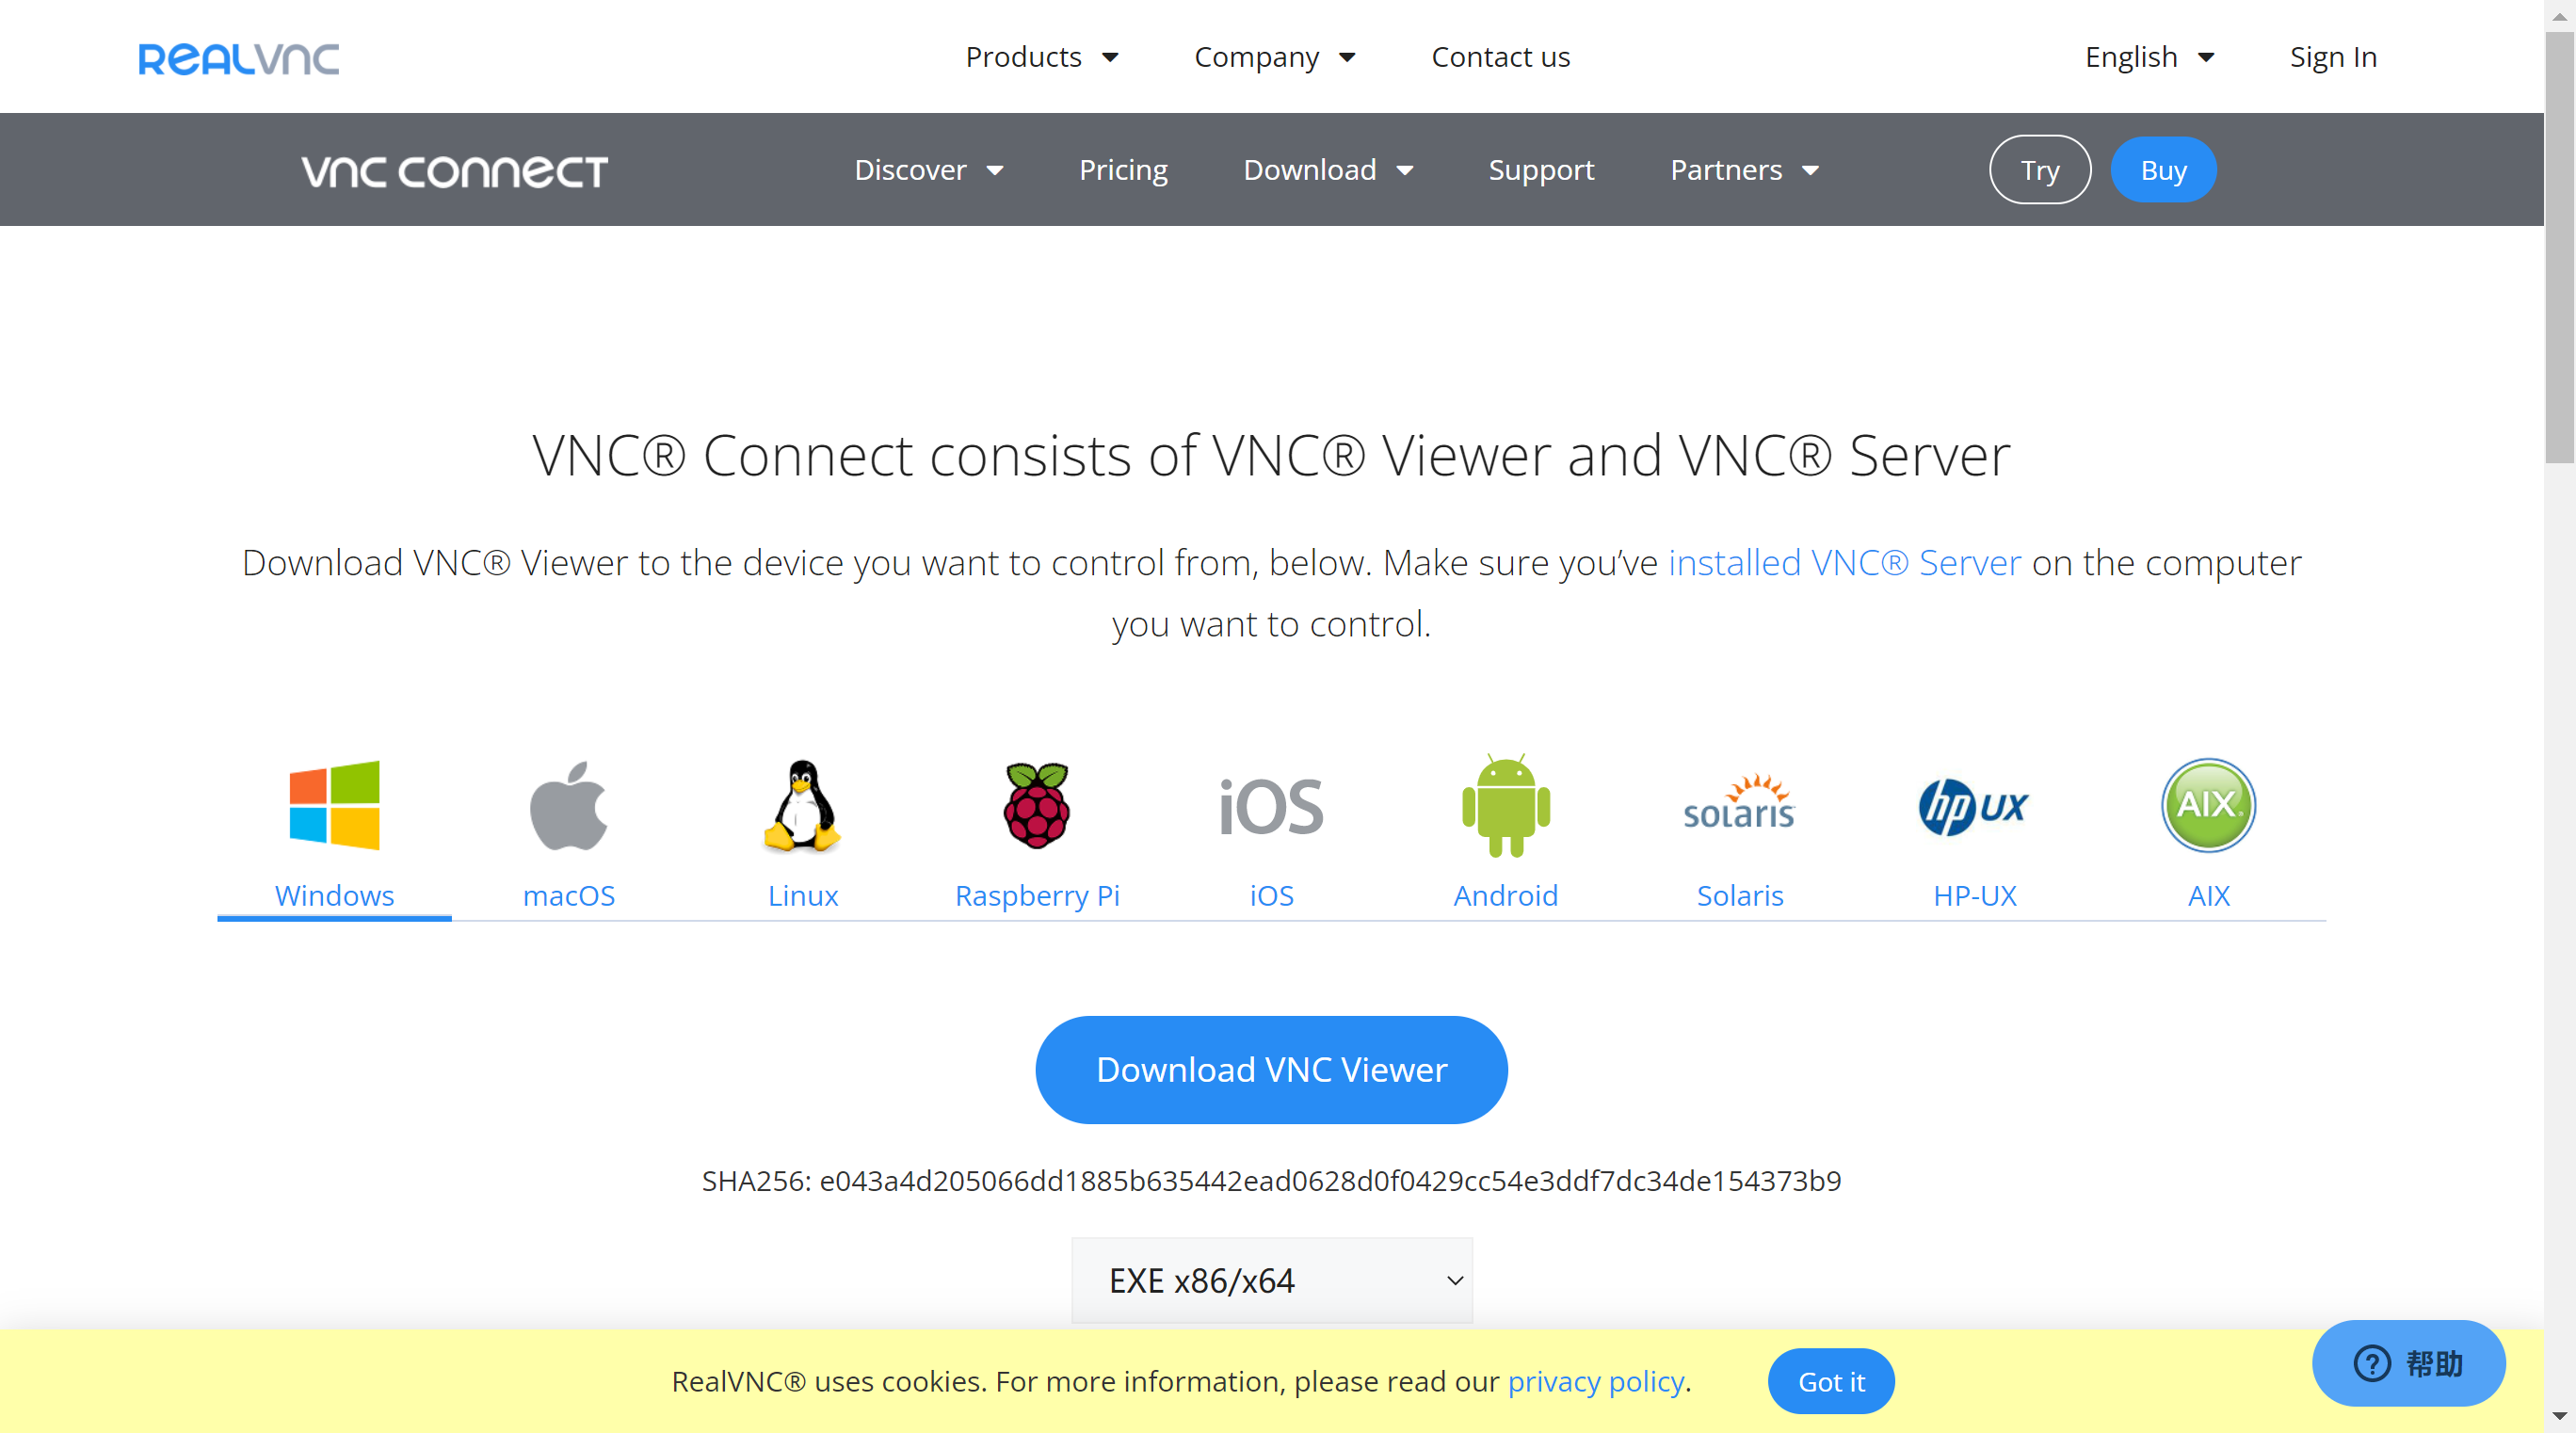 REALVNC
Products
Company
Contact us
English
Sign In
VNC CONNECT
Discover
Pricing
Download
Support
Partners
Try
Buy
VNC® Connect consists of VNC® Viewer and VNC® Server
Download VNC® Viewer to the device you want to control from, below. Make sure you’ve installed VNC® Server on the computer
you want to control.
iOS
solaris
hp UX
AIX
Windows
macOS
Linux
Raspberry Pi
iOS
Android
Solaris
HP-UX
AIX
Download VNC Viewer
SHA256: e043a4d205066dd1885b635442ead0628d0f0429cc54e3ddf7dc34de154373b9
EXE x86/x64
RealVNC® uses cookies. For more information, please read our privacy policy.
Got it
帮助